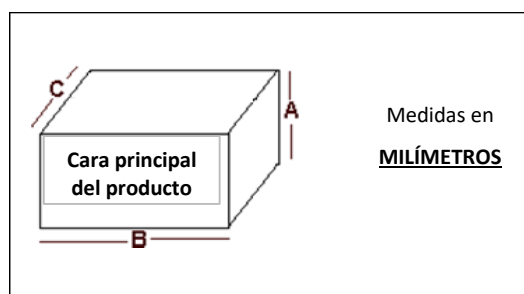 C
A
Medidas en
MILÍMETROS
Cara principal
del producto
B